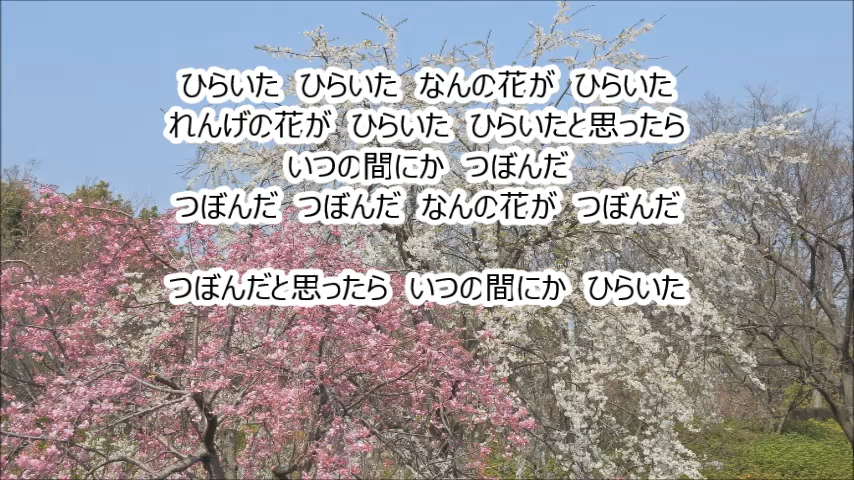 ひらいた　ひらいた　なんの花が　ひらいた
れんげの花が　ひらいた　ひらいたと思ったら
いつの間にか　つぼんだ
つぼんだ　つぼんだ　なんの花が　つぼんだ
つぼんだと思ったら　いつの間にか　ひらいた